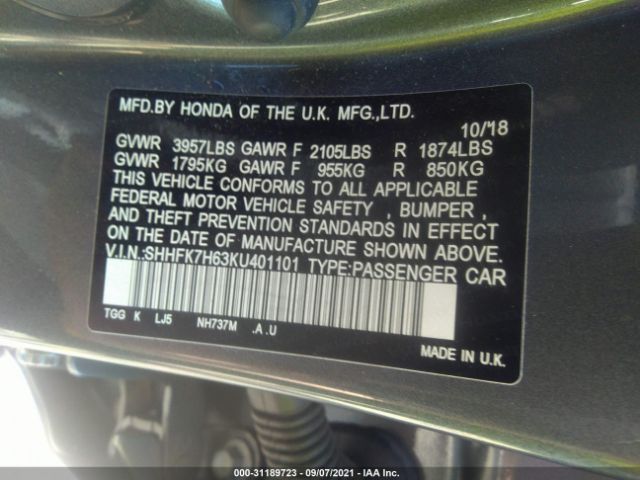 MFD.BY HONDA OF THE U.K. MFG.,LTD.
10/'18
GVWR 3957LBS GAWR F 2105LBS R 1874LBS
GVWR 1795KG GAWR F 955KG R 850KG
THIS VEHICLE CONFORMS TO ALL APPLICABLE
FEDERAL MOTOR VEHICLE SAFETY , BUMPER ,
AND THEFT PREVENTION STANDARDS IN EFFECT
ON THE DATE OF MANUFACTURE SHOWN ABOVE.
V.I.N.:SHHFK7H63KU401101 TYPE:PASSENGER CAR
TGG K LJ5 NH737M .A.U
MADE IN U.K.
000-31189723 - 09/07/2021 - IAA Inc.